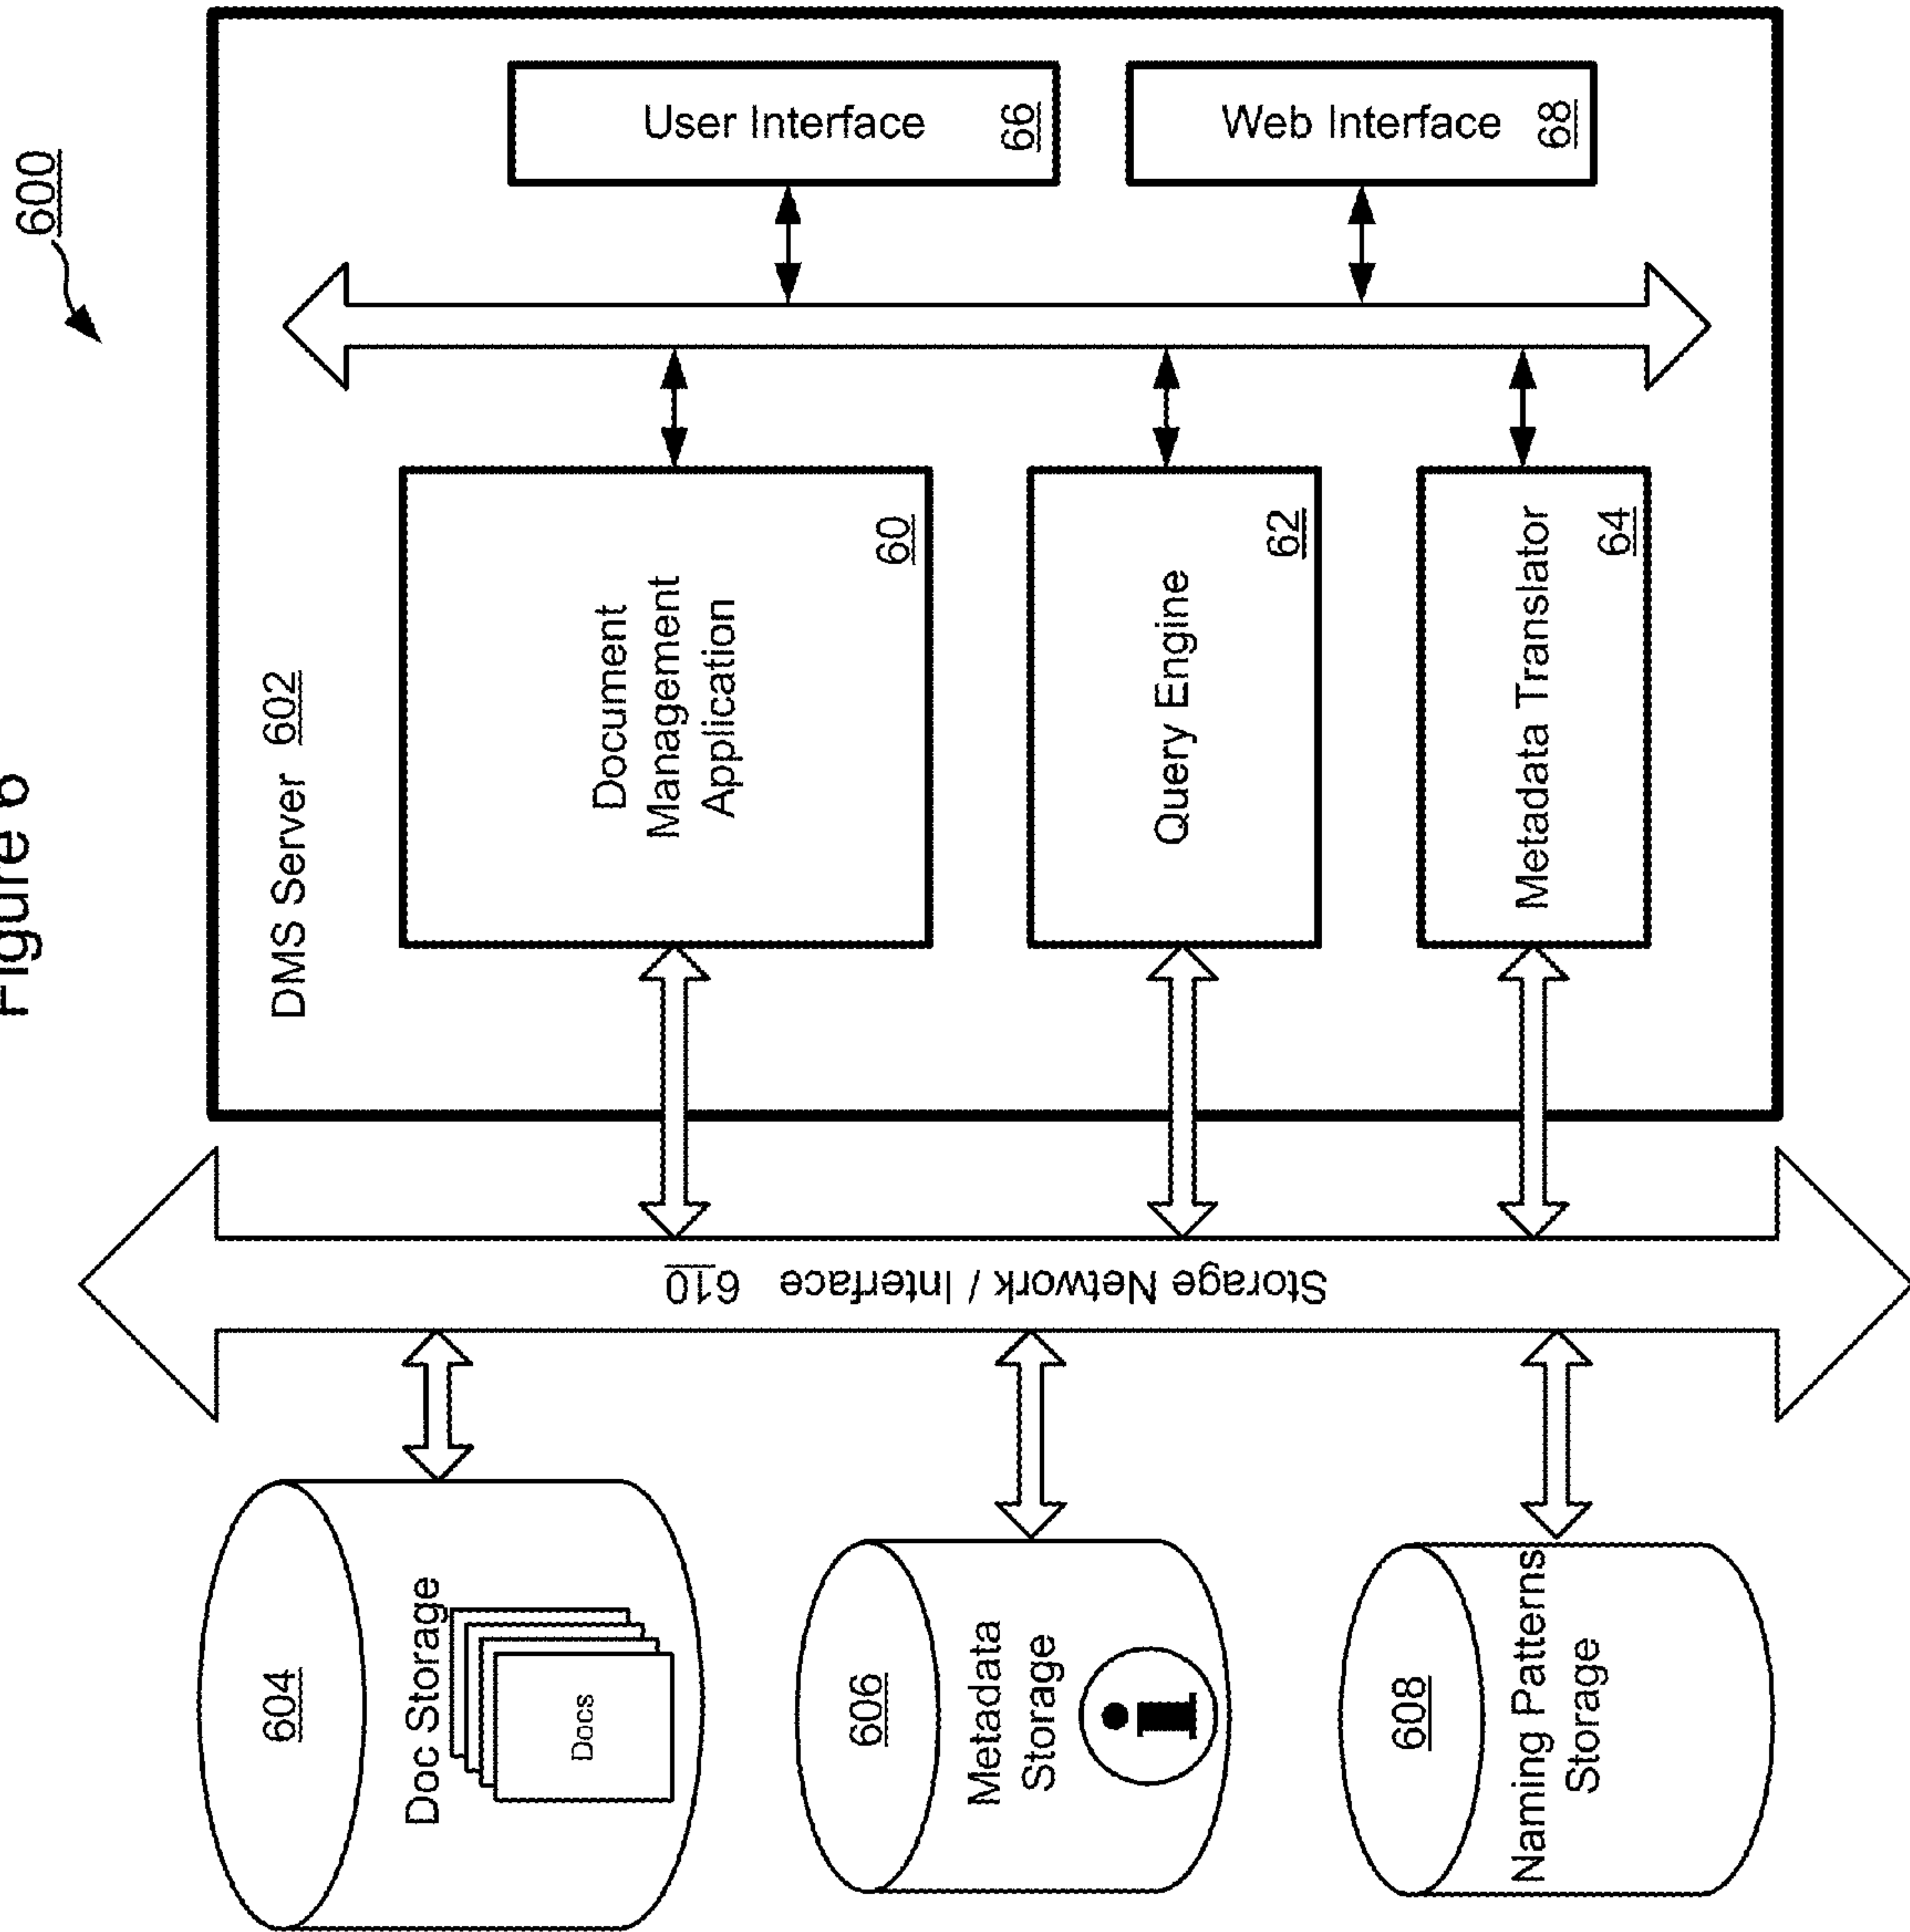 Figure 6
600
604
Doc Storage
Docs
606
Metadata
Storage
608
Naming Patterns
Storage
Storage Network / Interface 610
DMS Server 602
Document
Management
Application
60
Query Engine
62
Metadata Translator
64
User Interface
66
Web Interface
68